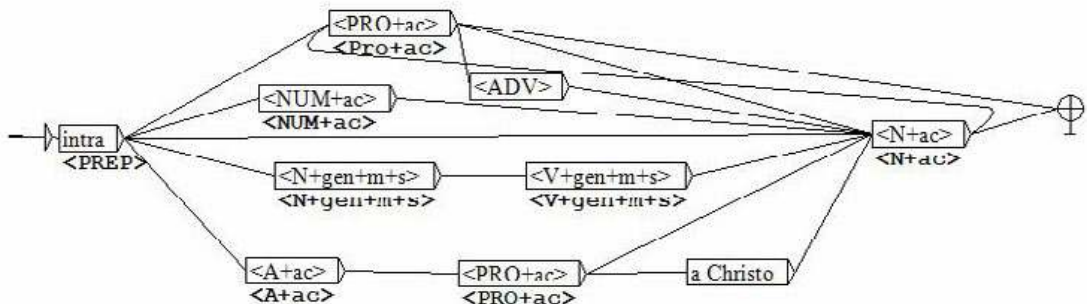 <PRO+ac>
<Pro+ac>
<ADV>
<NUM+ac>
<NUM+ac>
intra
<PREP>
<N+ac>
<N+ac>
<N+gen+m+s>
<N+gen+m+s>
<V+gen+m+s>
<V+gen+m+s>
<A+ac>
<A+ac>
<PRO+ac>
<PRO+ac>
a Christo